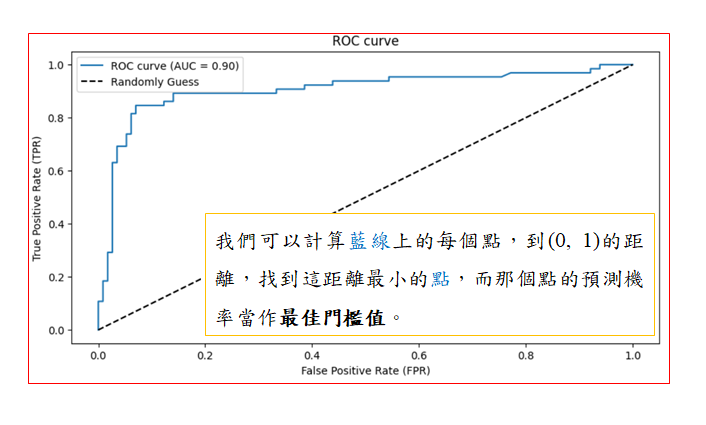 ROC curve
ROC curve (AUC = 0.90)
Randomly Guess
True Positive Rate (TPR)
1.0
0.8
0.6
0.4
0.2
0.0
我們可以計算藍線上的每個點，到(0, 1)的距
離，找到這距離最小的點，而那個點的預測機
率當作最佳門檻值。
0.0 0.2 0.4 0.6 0.8 1.0
False Positive Rate (FPR)